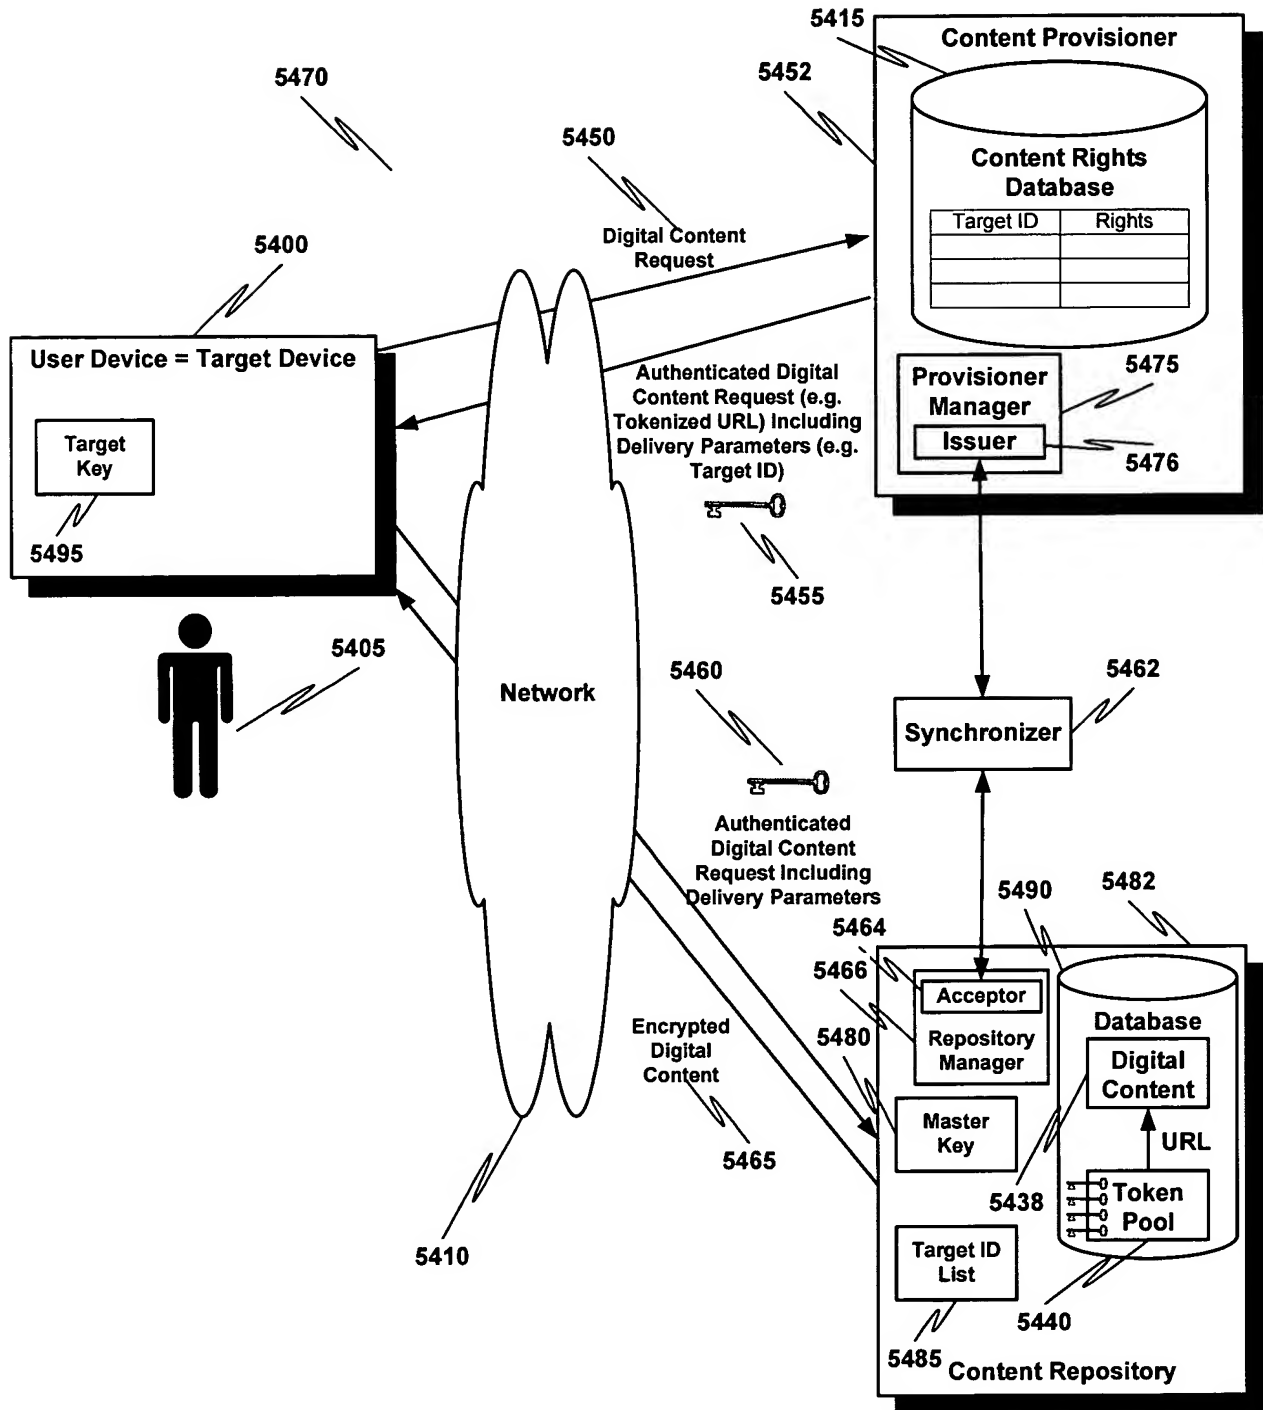 5415
Content Provisioner
5470
5452
5450
Content Rights
Database
Target ID Rights
Digital Content
Request
5400
User Device = Target Device
Target
Key
5495
Authenticated Digital
Content Request (e.g.
Tokenized URL) Including
Delivery Parameters (e.g.
Target ID)
Provisioner
Manager
Issuer
5475
5476
5455
5405
5460
Network
5462
Synchronizer
Authenticated
Digital Content
Request Including
Delivery Parameters
5490
5482
5464
5466
5480
Acceptor
Repository
Manager
Database
Digital
Content
Encrypted
Digital
Content
Master
Key
URL
5465
5438
Token
Pool
5410
Target ID
List
5440
5485
Content Repository